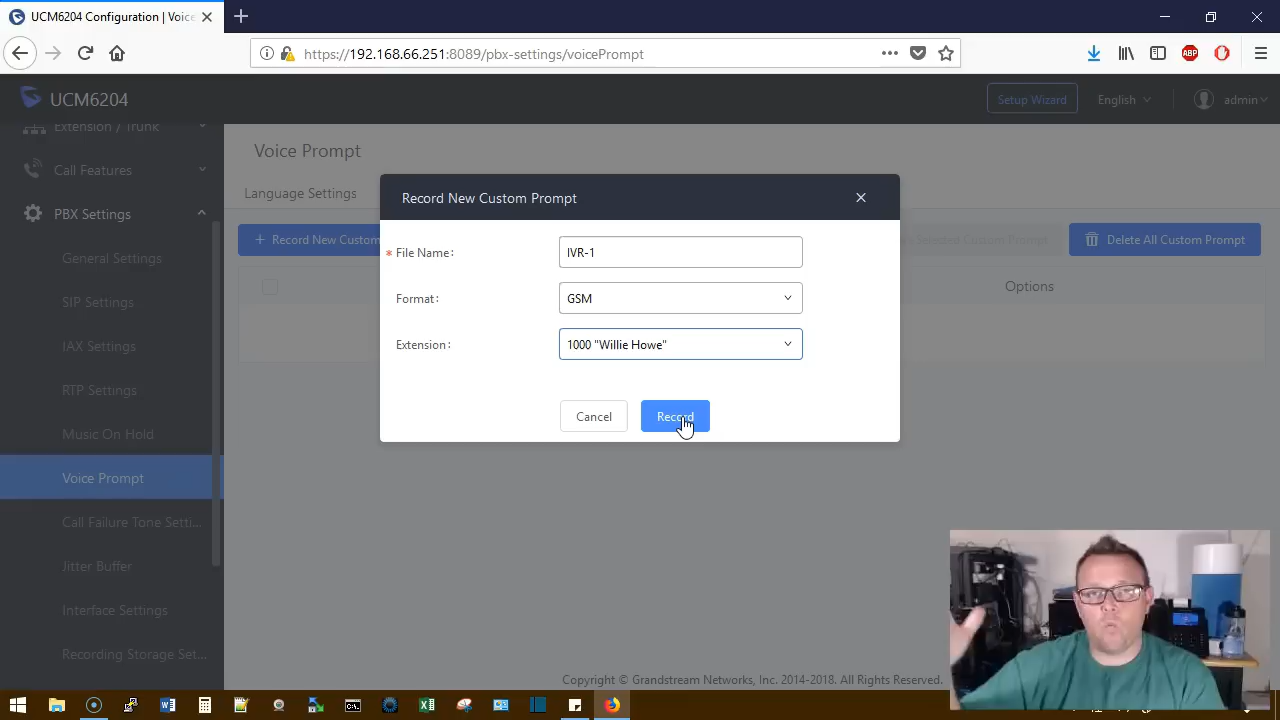 UCM6204 Configuration | Voice
https://192.168.66.251:8089/pbx-settings/voicePrompt
ABP
UCM6204
Setup Wizard
English
admin
Extension / Trunk
Call Features
PBX Settings
General Settings
SIP Settings
IAX Settings
RTP Settings
Music On Hold
Voice Prompt
Call Failure Tone Setti...
Jitter Buffer
Interface Settings
Recording Storage Set...
Voice Prompt
Language Settings
+ Record New Custom
Selected Custom Prompt
Delete All Custom Prompt
Options
Record New Custom Prompt
* File Name:
IVR-1
Format:
GSM
Extension:
1000 "Willie Howe"
Cancel
Record
Copyright © Grandstream Networks, Inc. 2014-2018. All Rights Reserved.